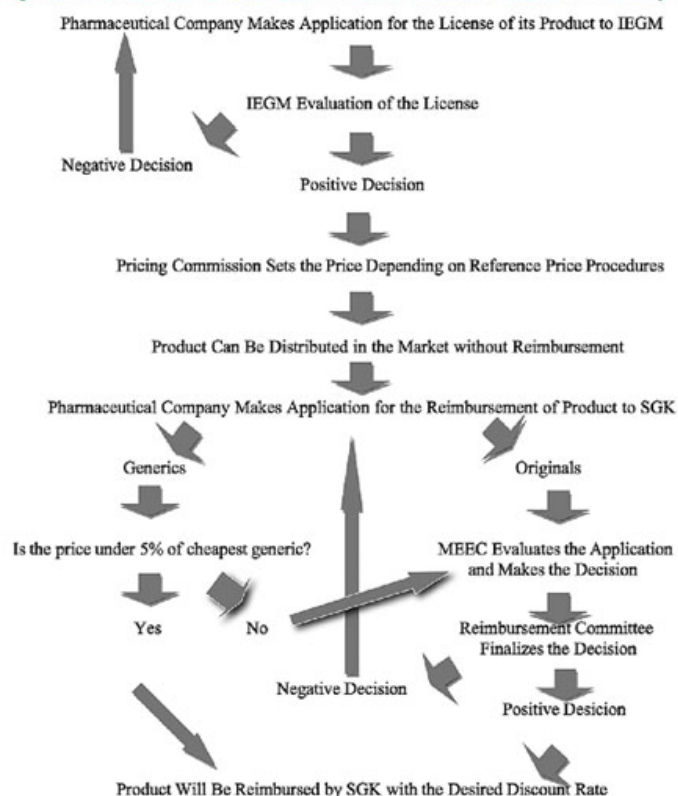 Pharmaceutical Company Makes Application for the License of its Product to IEGM
IEGM Evaluation of the License
Negative Decision
Positive Decision
Pricing Commission Sets the Price Depending on Reference Price Procedures
Product Can Be Distributed in the Market without Reimbursement
Pharmaceutical Company Makes Application for the Reimbursement of Product to SGK
Generics
Originals
Is the price under 5% of cheapest generic?
MEEC Evaluates the Application
and Makes the Decision
Yes
No
Reimbursement Committee
Finalizes the Decision
Negative Decision
Positive Desicion
Product Will Be Reimbursed by SGK with the Desired Discount Rate